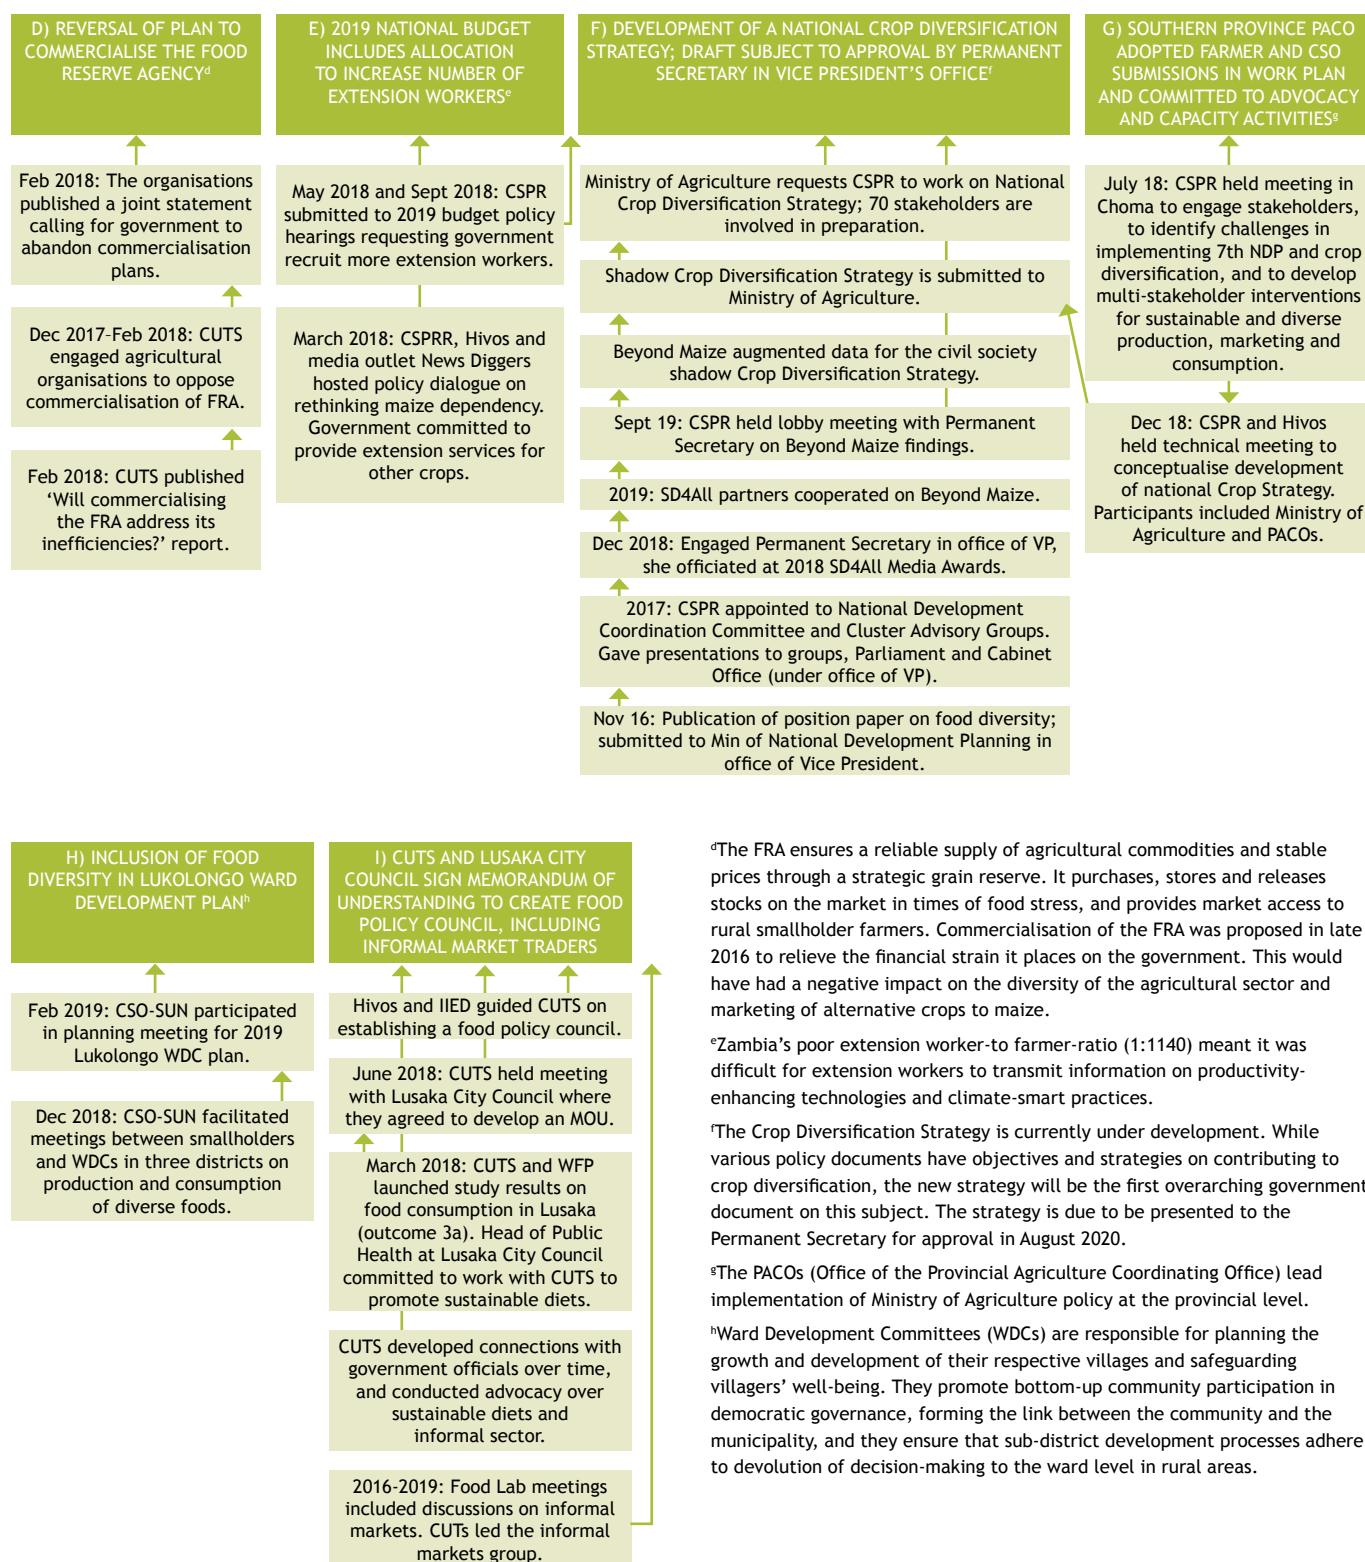 D) REVERSAL OF PLAN TO
COMMERCIALISE THE FOOD
RESERVE AGENCYᵈ
Feb 2018: The organisations
published a joint statement
calling for government to
abandon commercialisation
plans.
Dec 2017–Feb 2018: CUTS
engaged agricultural
organisations to oppose
commercialisation of FRA.
Feb 2018: CUTS published
‘Will commercialising
the FRA address its
inefficiencies?’ report.
E) 2019 NATIONAL BUDGET
INCLUDES ALLOCATION
TO INCREASE NUMBER OF
EXTENSION WORKERSᵉ
May 2018 and Sept 2018: CSPR
submitted to 2019 budget policy
hearings requesting government
recruit more extension workers.
March 2018: CSPRR, Hivos and
media outlet News Diggers
hosted policy dialogue on
rethinking maize dependency.
Government committed to
provide extension services for
other crops.
F) DEVELOPMENT OF A NATIONAL CROP DIVERSIFICATION
STRATEGY; DRAFT SUBJECT TO APPROVAL BY PERMANENT
SECRETARY IN VICE PRESIDENT’S OFFICEᶠ
Ministry of Agriculture requests CSPR to work on National
Crop Diversification Strategy; 70 stakeholders are
involved in preparation.
Shadow Crop Diversification Strategy is submitted to
Ministry of Agriculture.
Beyond Maize augmented data for the civil society
shadow Crop Diversification Strategy.
Sept 19: CSPR held lobby meeting with Permanent
Secretary on Beyond Maize findings.
2019: SD4All partners cooperated on Beyond Maize.
Dec 2018: Engaged Permanent Secretary in office of VP,
she officiated at 2018 SD4All Media Awards.
2017: CSPR appointed to National Development
Coordination Committee and Cluster Advisory Groups.
Gave presentations to groups, Parliament and Cabinet
Office (under office of VP).
Nov 16: Publication of position paper on food diversity;
submitted to Min of National Development Planning in
office of Vice President.
G) SOUTHERN PROVINCE PACO
ADOPTED FARMER AND CSO
SUBMISSIONS IN WORK PLAN
AND COMMITTED TO ADVOCACY
AND CAPACITY ACTIVITIESᵍ
July 18: CSPR held meeting in
Choma to engage stakeholders,
to identify challenges in
implementing 7th NDP and crop
diversification, and to develop
multi-stakeholder interventions
for sustainable and diverse
production, marketing and
consumption.
Dec 18: CSPR and Hivos
held technical meeting to
conceptualise development
of national Crop Strategy.
Participants included Ministry of
Agriculture and PACOs.
H) INCLUSION OF FOOD
DIVERSITY IN LUKOLONGO WARD
DEVELOPMENT PLANʰ
Feb 2019: CSO-SUN participated
in planning meeting for 2019
Lukolongo WDC plan.
Dec 2018: CSO-SUN facilitated
meetings between smallholders
and WDCs in three districts on
production and consumption
of diverse foods.
I) CUTS AND LUSAKA CITY
COUNCIL SIGN MEMORANDUM OF
UNDERSTANDING TO CREATE FOOD
POLICY COUNCIL, INCLUDING
INFORMAL MARKET TRADERS
Hivos and IIED guided CUTS on
establishing a food policy council.
June 2018: CUTS held meeting
with Lusaka City Council where
they agreed to develop an MOU.
March 2018: CUTS and WFP
launched study results on
food consumption in Lusaka
(outcome 3a). Head of Public
Health at Lusaka City Council
committed to work with CUTS to
promote sustainable diets.
CUTS developed connections with
government officials over time,
and conducted advocacy over
sustainable diets and
informal sector.
2016-2019: Food Lab meetings
included discussions on informal
markets. CUTs led the informal
markets group.
ᵈThe FRA ensures a reliable supply of agricultural commodities and stable
prices through a strategic grain reserve. It purchases, stores and releases
stocks on the market in times of food stress, and provides market access to
rural smallholder farmers. Commercialisation of the FRA was proposed in late
2016 to relieve the financial strain it places on the government. This would
have had a negative impact on the diversity of the agricultural sector and
marketing of alternative crops to maize.
ᵉZambia’s poor extension worker-to farmer-ratio (1:1140) meant it was
difficult for extension workers to transmit information on productivity-
enhancing technologies and climate-smart practices.
ᶠThe Crop Diversification Strategy is currently under development. While
various policy documents have objectives and strategies on contributing to
crop diversification, the new strategy will be the first overarching government
document on this subject. The strategy is due to be presented to the
Permanent Secretary for approval in August 2020.
ᵍThe PACOs (Office of the Provincial Agriculture Coordinating Office) lead
implementation of Ministry of Agriculture policy at the provincial level.
ʰWard Development Committees (WDCs) are responsible for planning the
growth and development of their respective villages and safeguarding
villagers’ well-being. They promote bottom-up community participation in
democratic governance, forming the link between the community and the
municipality, and they ensure that sub-district development processes adhere
to devolution of decision-making to the ward level in rural areas.